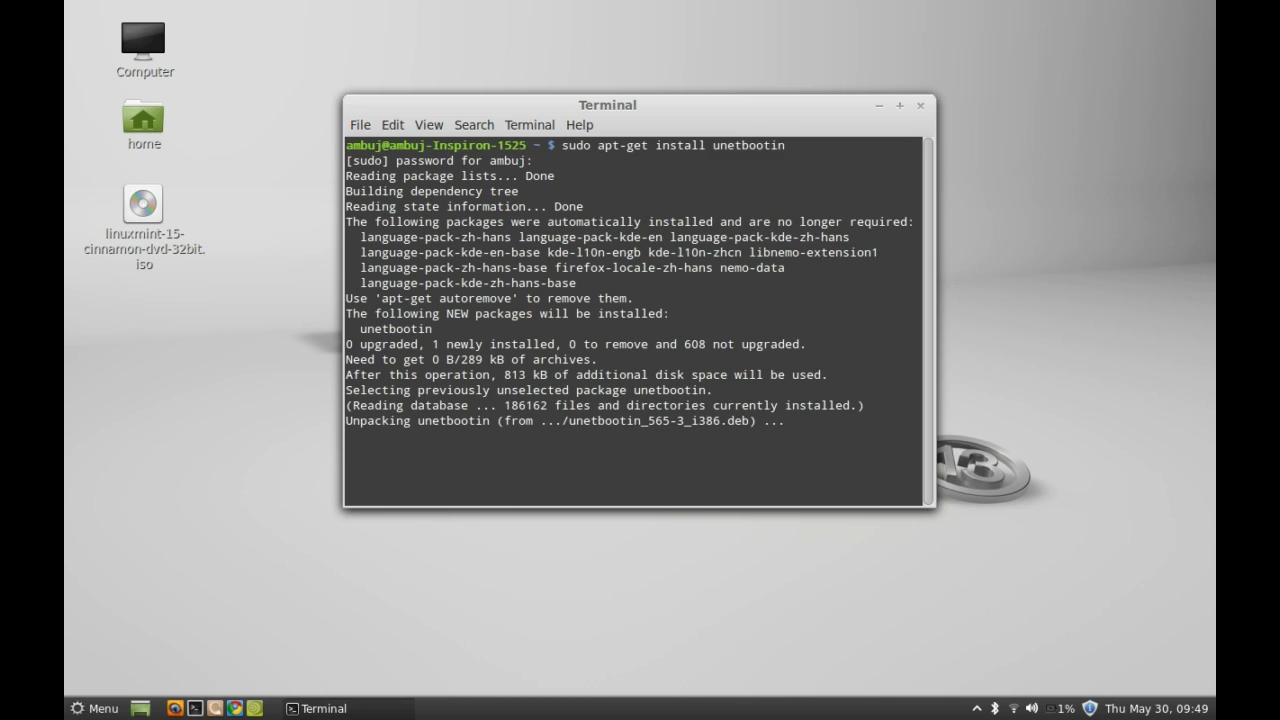 Computer
home
linuxmint-15-
cinnamon-dvd-32bit.
iso
Terminal
File Edit View Search Terminal Help
ambuj@ambuj-Inspiron-1525 ~ $ sudo apt-get install unetbootin
[sudo] password for ambuj:
Reading package lists... Done
Building dependency tree
Reading state information... Done
The following packages were automatically installed and are no longer required:
language-pack-zh-hans language-pack-kde-en language-pack-kde-zh-hans
language-pack-kde-en-base kde-l10n-engb kde-l10n-zhcn libnemo-extension1
language-pack-zh-hans-base firefox-locale-zh-hans nemo-data
language-pack-kde-zh-hans-base
Use 'apt-get autoremove' to remove them.
The following NEW packages will be installed:
unetbootin
0 upgraded, 1 newly installed, 0 to remove and 608 not upgraded.
Need to get 0 B/289 kB of archives.
After this operation, 813 kB of additional disk space will be used.
Selecting previously unselected package unetbootin.
(Reading database ... 186162 files and directories currently installed.)
Unpacking unetbootin (from .../unetbootin_565-3_i386.deb) ...
13
Menu Terminal 1% Thu May 30, 09:49